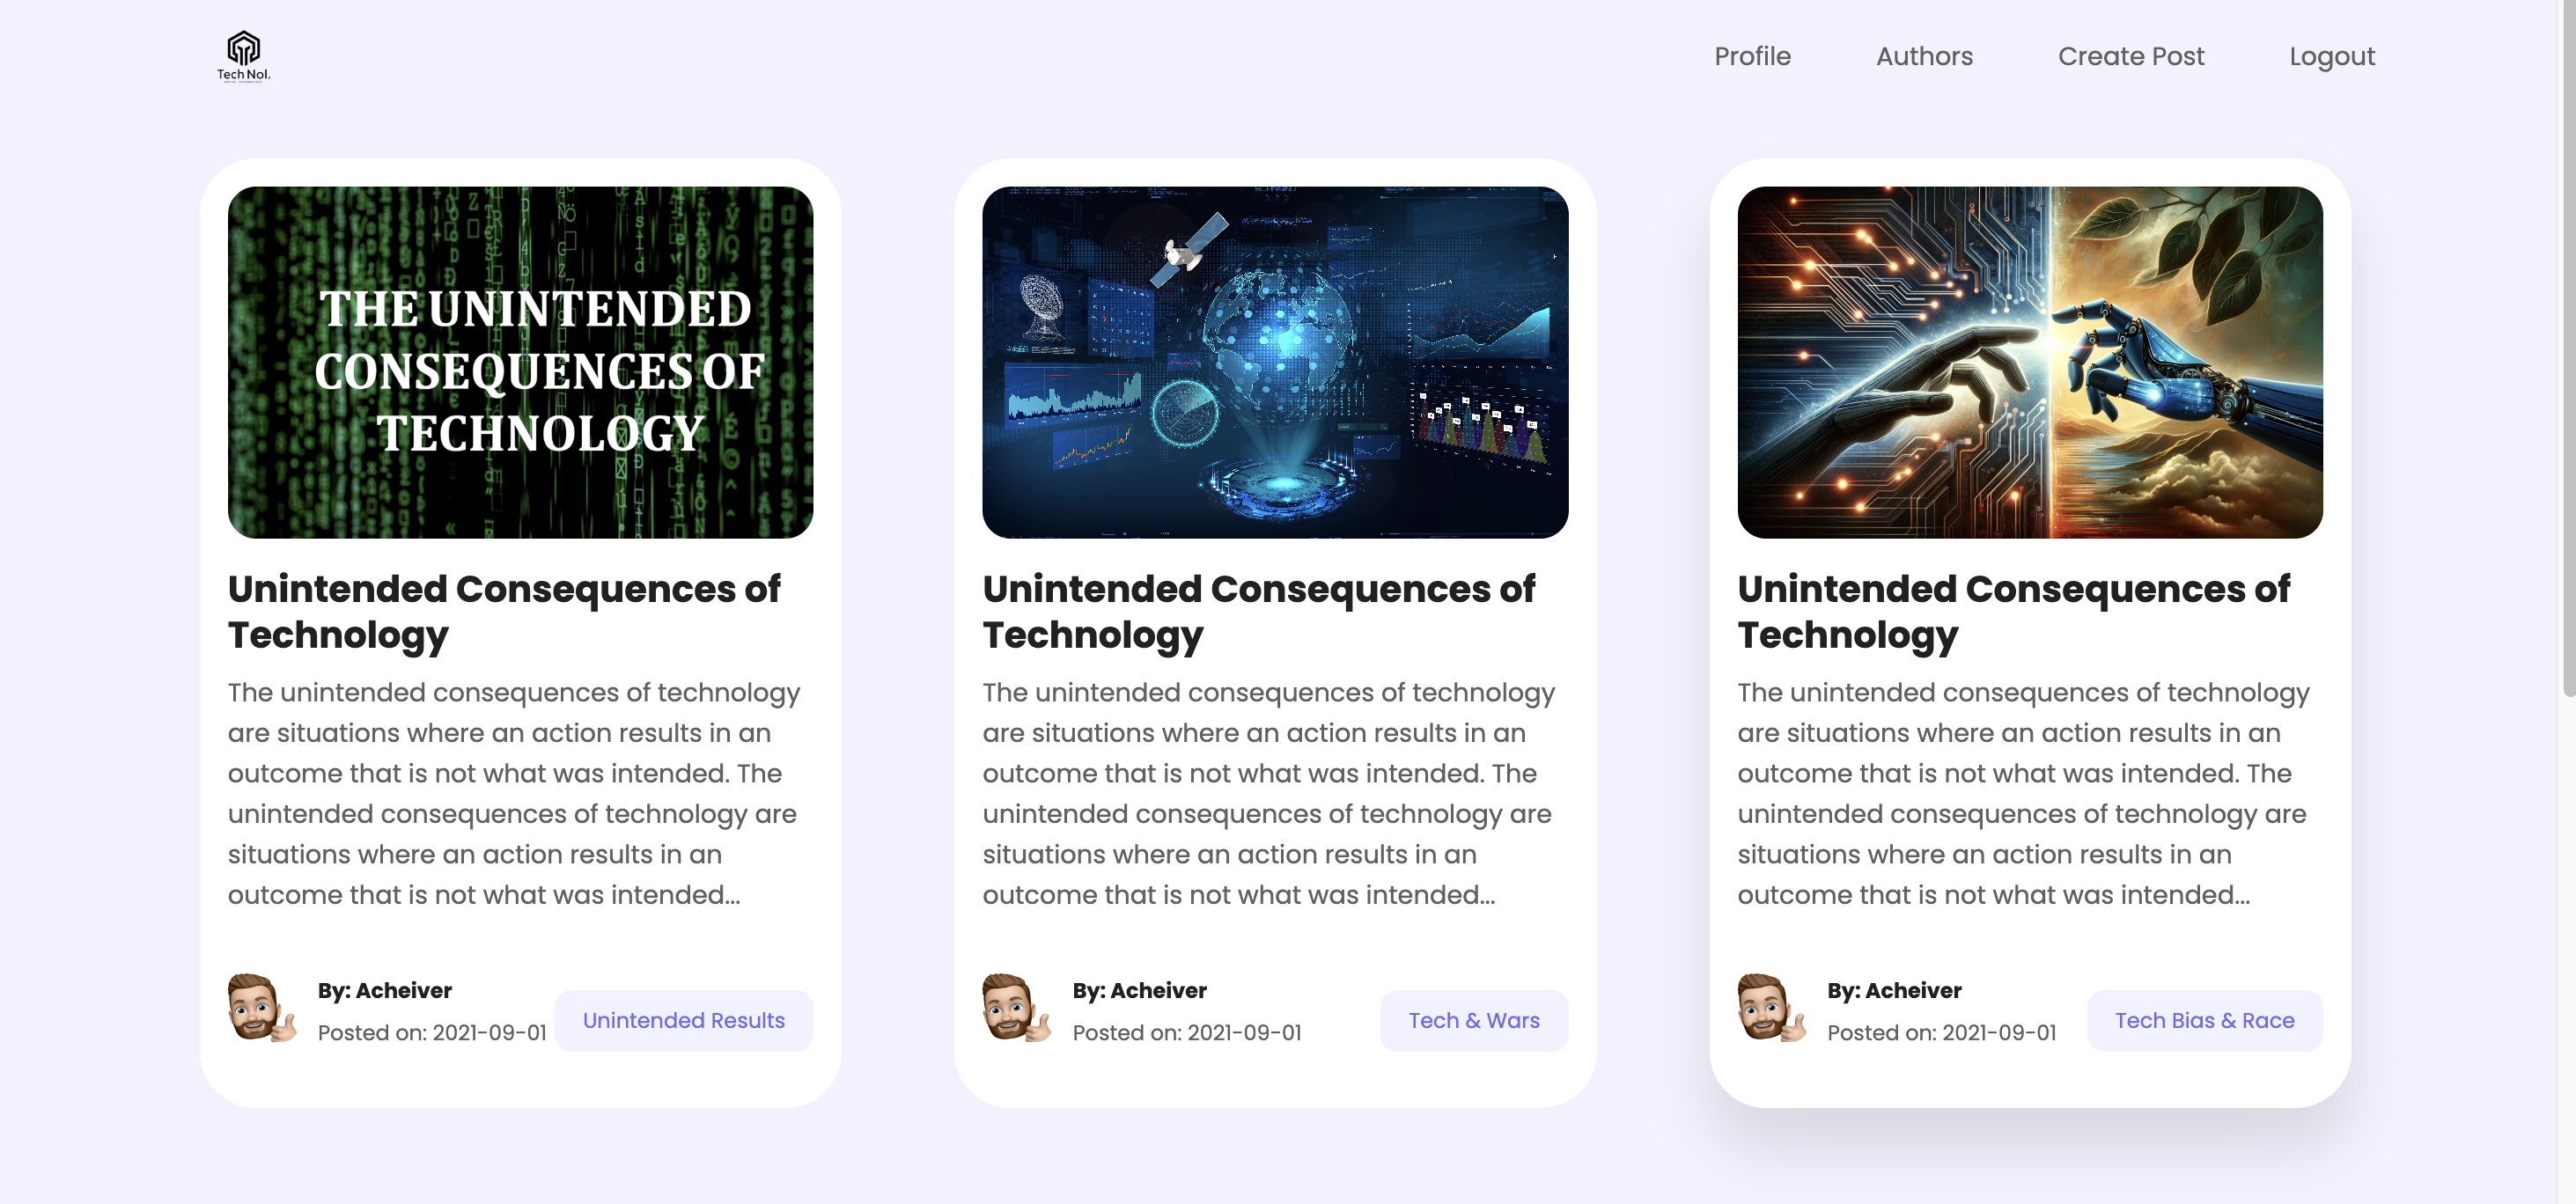 Tech Nol.
Profile
Authors
Create Post
Logout
THE UNINTENDED
CONSEQUENCES OF
TECHNOLOGY
Unintended Consequences of
Technology
The unintended consequences of technology
are situations where an action results in an
outcome that is not what was intended. The
unintended consequences of technology are
situations where an action results in an
outcome that is not what was intended...
By: Acheiver
Posted on: 2021-09-01
Unintended Results
Unintended Consequences of
Technology
The unintended consequences of technology
are situations where an action results in an
outcome that is not what was intended. The
unintended consequences of technology are
situations where an action results in an
outcome that is not what was intended...
By: Acheiver
Posted on: 2021-09-01
Tech & Wars
Unintended Consequences of
Technology
The unintended consequences of technology
are situations where an action results in an
outcome that is not what was intended. The
unintended consequences of technology are
situations where an action results in an
outcome that is not what was intended...
By: Acheiver
Posted on: 2021-09-01
Tech Bias & Race